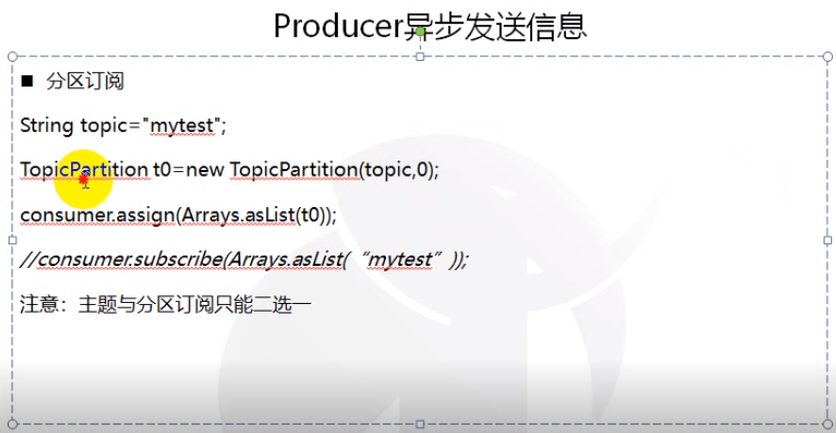 Producer异步发送信息
■ 分区订阅
String topic="mytest";
TopicPartition t0=new TopicPartition(topic,0);
consumer.assign(Arrays.asList(t0));
//consumer.subscribe(Arrays.asList(“mytest”));
注意：主题与分区订阅只能二选一